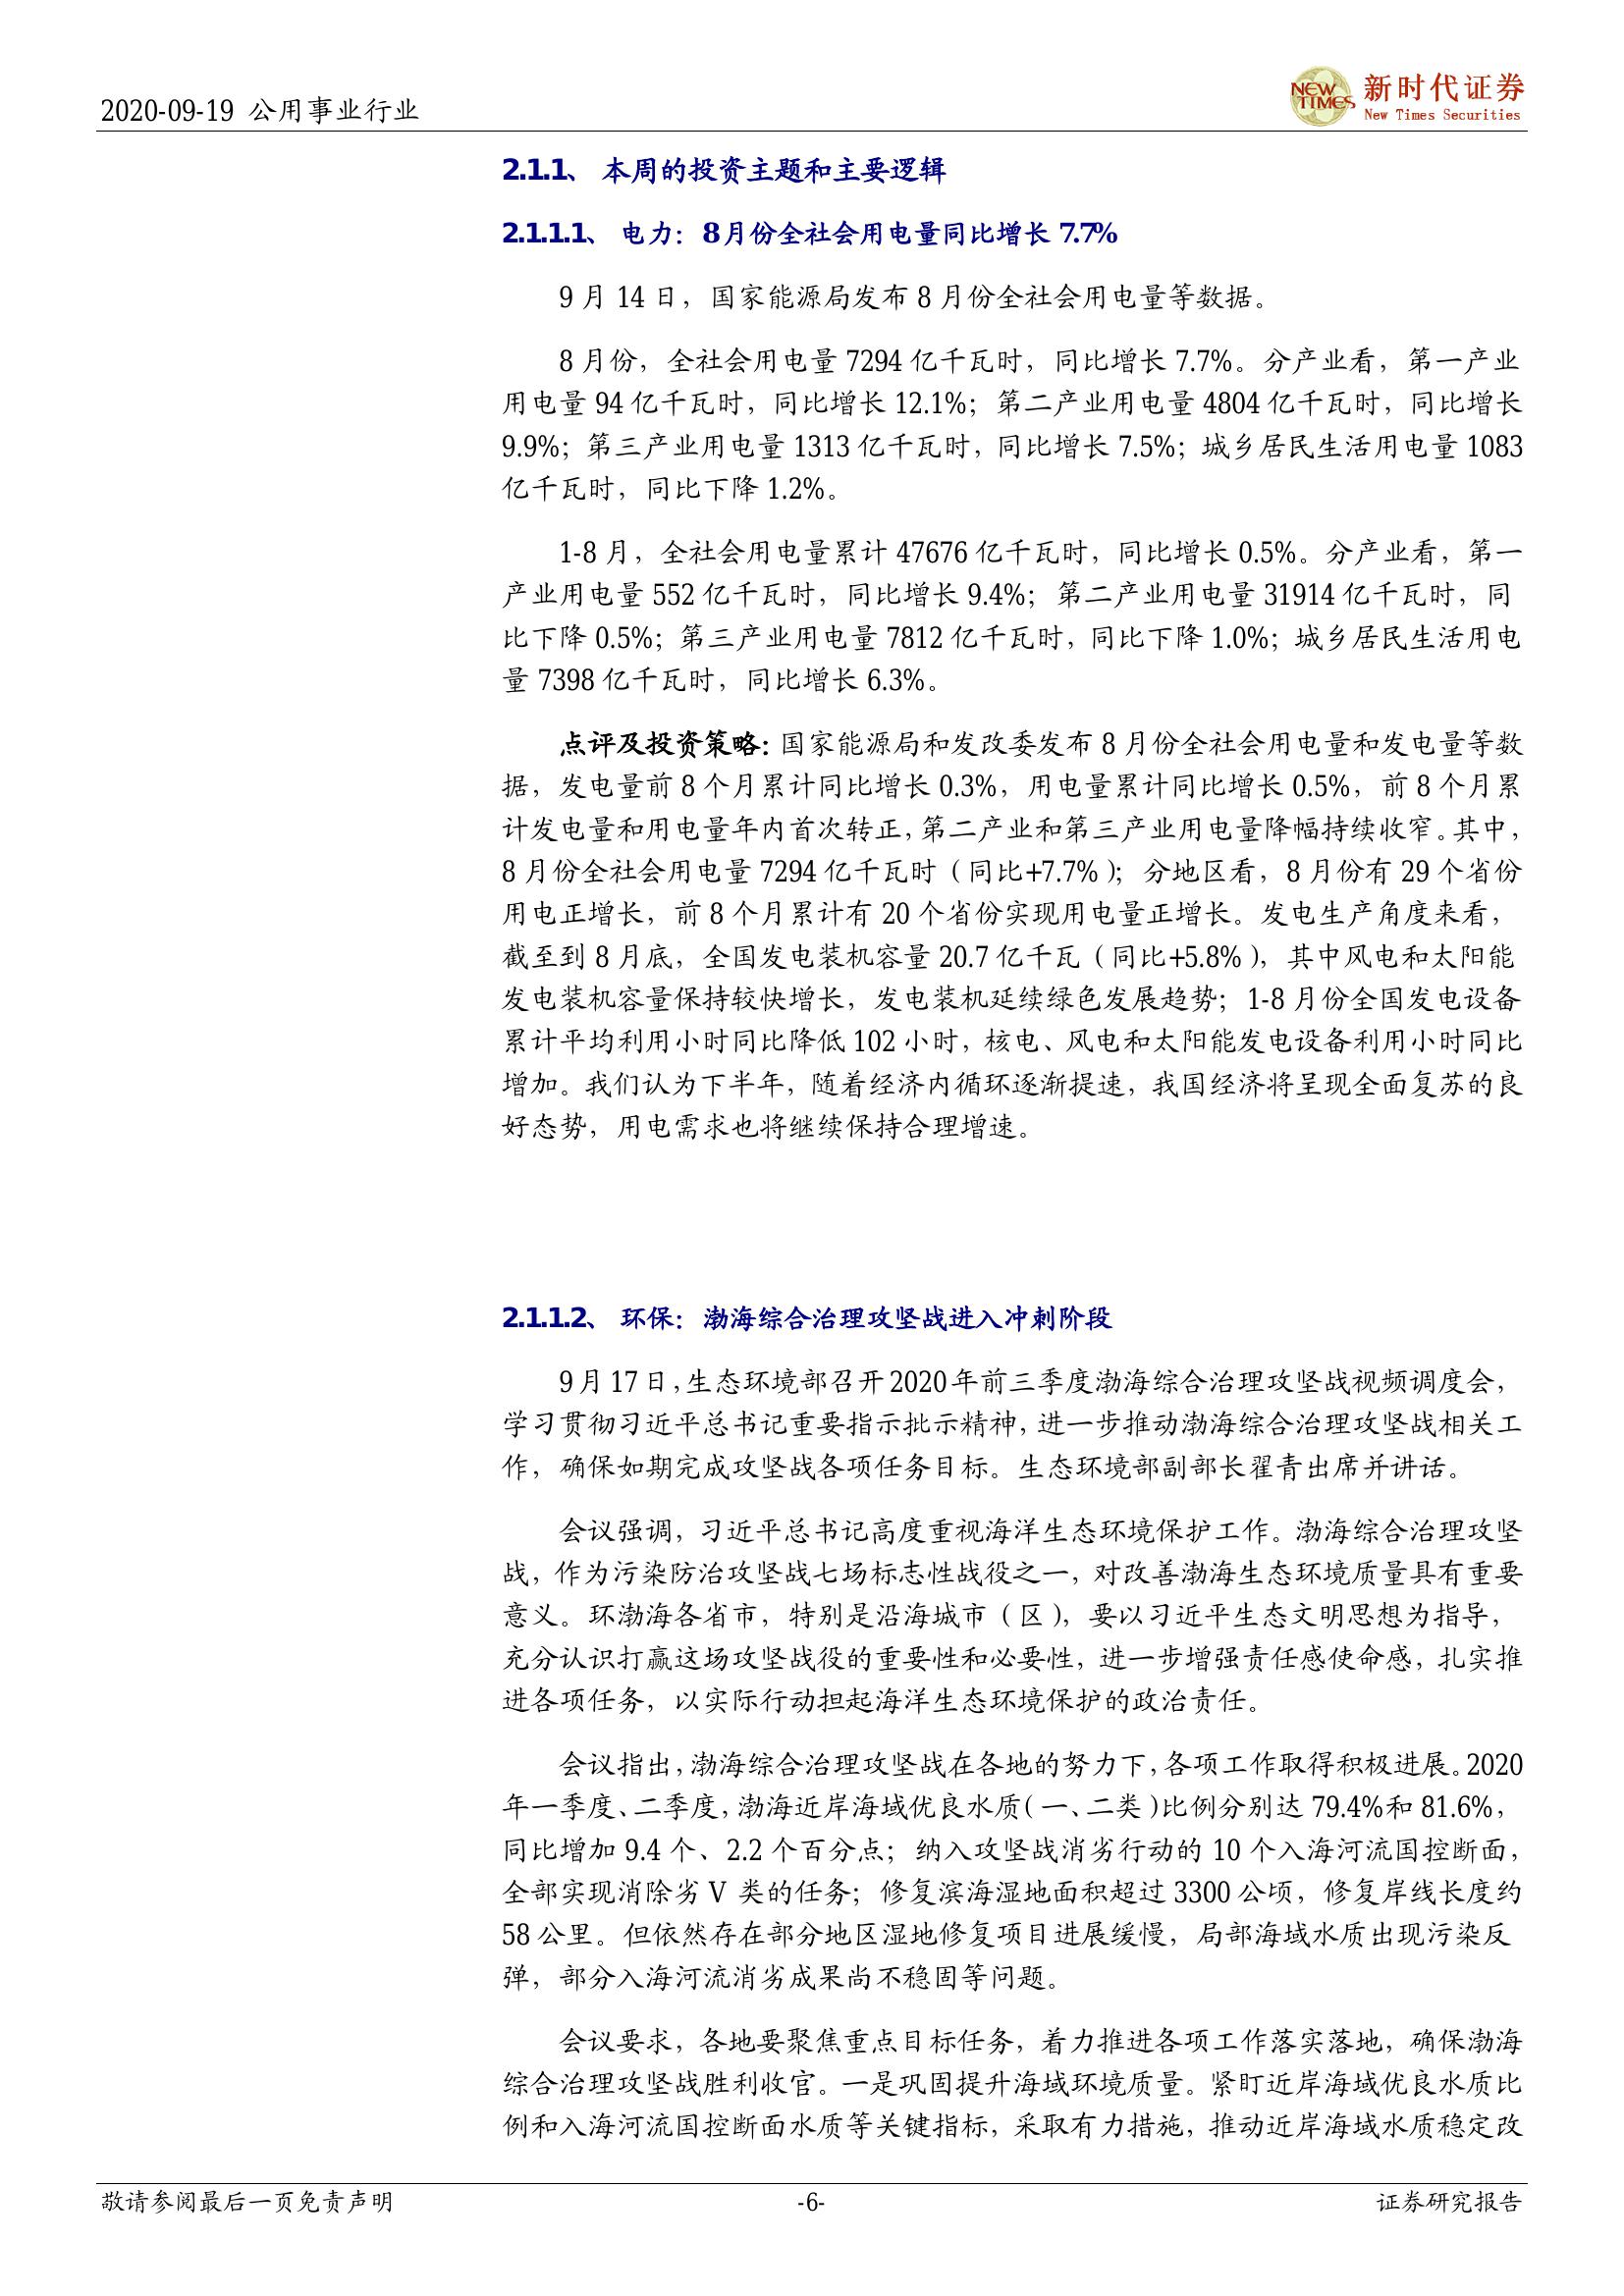 2020-09-19 公用事业行业
NEW TIMES 新时代证券
New Times Securities
2.1.1、 本周的投资主题和主要逻辑
2.1.1.1、 电力：8月份全社会用电量同比增长 7.7%
9 月 14 日，国家能源局发布 8 月份全社会用电量等数据。
8 月份，全社会用电量 7294 亿千瓦时，同比增长 7.7%。分产业看，第一产业
用电量 94 亿千瓦时，同比增长 12.1%；第二产业用电量 4804 亿千瓦时，同比增长
9.9%；第三产业用电量 1313 亿千瓦时，同比增长 7.5%；城乡居民生活用电量 1083
亿千瓦时，同比下降 1.2%。
1-8 月，全社会用电量累计 47676 亿千瓦时，同比增长 0.5%。分产业看，第一
产业用电量 552 亿千瓦时，同比增长 9.4%；第二产业用电量 31914 亿千瓦时，同
比下降 0.5%；第三产业用电量 7812 亿千瓦时，同比下降 1.0%；城乡居民生活用电
量 7398 亿千瓦时，同比增长 6.3%。
点评及投资策略：国家能源局和发改委发布 8 月份全社会用电量和发电量等数
据，发电量前 8 个月累计同比增长 0.3%，用电量累计同比增长 0.5%，前 8 个月累
计发电量和用电量年内首次转正，第二产业和第三产业用电量降幅持续收窄。其中，
8 月份全社会用电量 7294 亿千瓦时（同比+7.7%）；分地区看，8 月份有 29 个省份
用电正增长，前 8 个月累计有 20 个省份实现用电量正增长。发电生产角度来看，
截至到 8 月底，全国发电装机容量 20.7 亿千瓦（同比+5.8%），其中风电和太阳能
发电装机容量保持较快增长，发电装机延续绿色发展趋势；1-8 月份全国发电设备
累计平均利用小时同比降低 102 小时，核电、风电和太阳能发电设备利用小时同比
增加。我们认为下半年，随着经济内循环逐渐提速，我国经济将呈现全面复苏的良
好态势，用电需求也将继续保持合理增速。
2.1.1.2、 环保：渤海综合治理攻坚战进入冲刺阶段
9 月 17 日，生态环境部召开 2020 年前三季度渤海综合治理攻坚战视频调度会，
学习贯彻习近平总书记重要指示批示精神，进一步推动渤海综合治理攻坚战相关工
作，确保如期完成攻坚战各项任务目标。生态环境部副部长翟青出席并讲话。
会议强调，习近平总书记高度重视海洋生态环境保护工作。渤海综合治理攻坚
战，作为污染防治攻坚战七场标志性战役之一，对改善渤海生态环境质量具有重要
意义。环渤海各省市，特别是沿海城市（区），要以习近平生态文明思想为指导，
充分认识打赢这场攻坚战役的重要性和必要性，进一步增强责任感使命感，扎实推
进各项任务，以实际行动担起海洋生态环境保护的政治责任。
会议指出，渤海综合治理攻坚战在各地的努力下，各项工作取得积极进展。2020
年一季度、二季度，渤海近岸海域优良水质（一、二类）比例分别达 79.4%和 81.6%，
同比增加 9.4 个、2.2 个百分点；纳入攻坚战消劣行动的 10 个入海河流国控断面，
全部实现消除劣 V 类的任务；修复滨海湿地面积超过 3300 公顷，修复岸线长度约
58 公里。但依然存在部分地区湿地修复项目进展缓慢，局部海域水质出现污染反
弹，部分入海河流消劣成果尚不稳固等问题。
会议要求，各地要聚焦重点目标任务，着力推进各项工作落实落地，确保渤海
综合治理攻坚战胜利收官。一是巩固提升海域环境质量。紧盯近岸海域优良水质比
例和入海河流国控断面水质等关键指标，采取有力措施，推动近岸海域水质稳定改
敬请参阅最后一页免责声明
-6-
证券研究报告